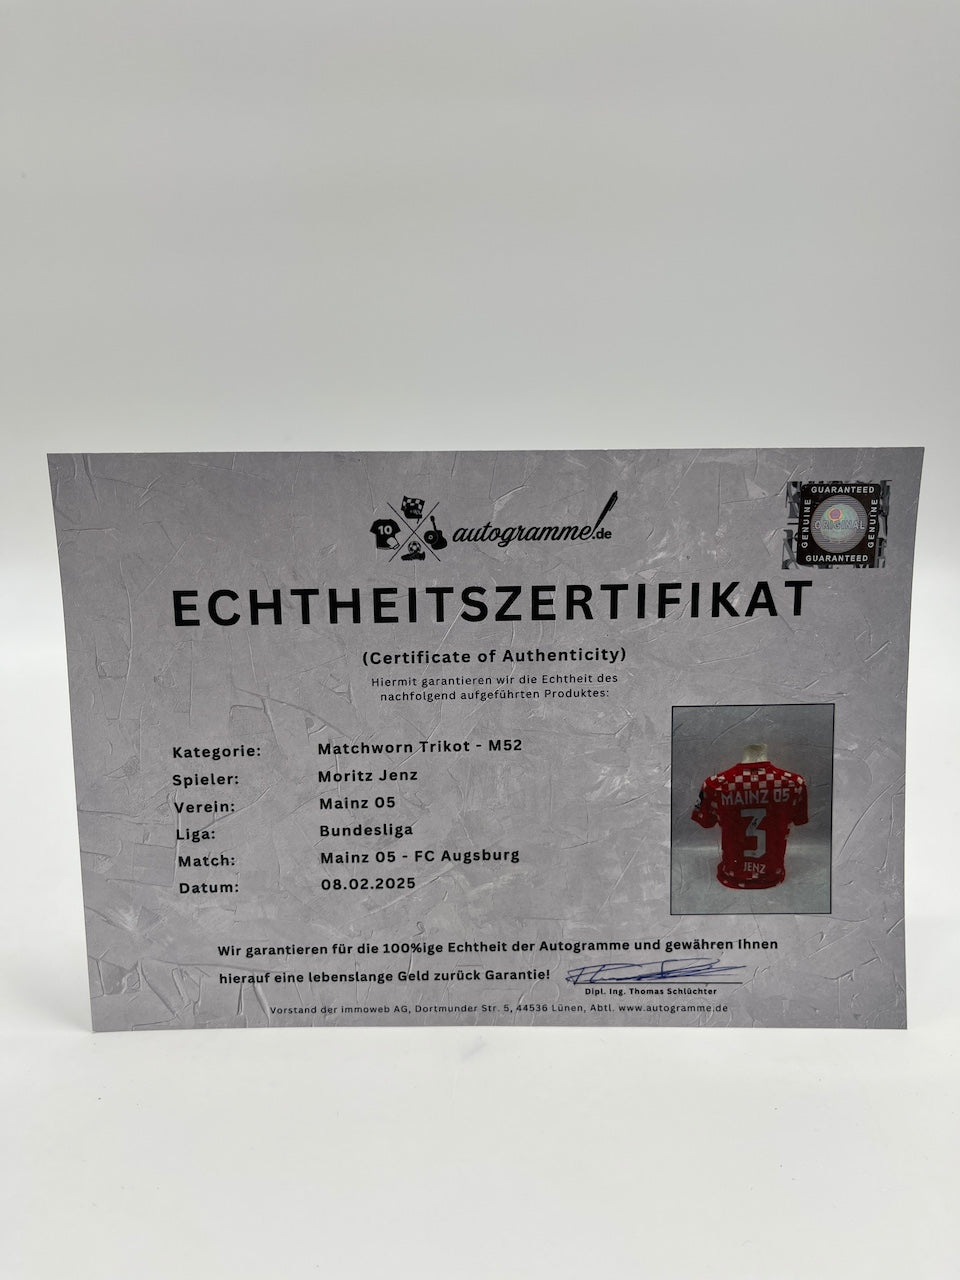 GUARANTEED
GENUINE
ORIGINAL
GENUINE
GUARANTEED
10
autogramme.de
ECHTHEITSZERTIFIKAT
(Certificate of Authenticity)
Hiermit garantieren wir die Echtheit des
nachfolgend aufgeführten Produktes:
Kategorie: Matchworn Trikot - M52
Spieler: Moritz Jenz
Verein: Mainz 05
Liga: Bundesliga
Match: Mainz 05 - FC Augsburg
Datum: 08.02.2025
MAINZ 05
3
JENZ
Wir garantieren für die 100%ige Echtheit der Autogramme und gewähren Ihnen
hierauf eine lebenslange Geld zurück Garantie!
Dipl. Ing. Thomas Schlüchter
Vorstand der immoweb AG, Dortmunder Str. 5, 44536 Lünen, Abtl. www.autogramme.de